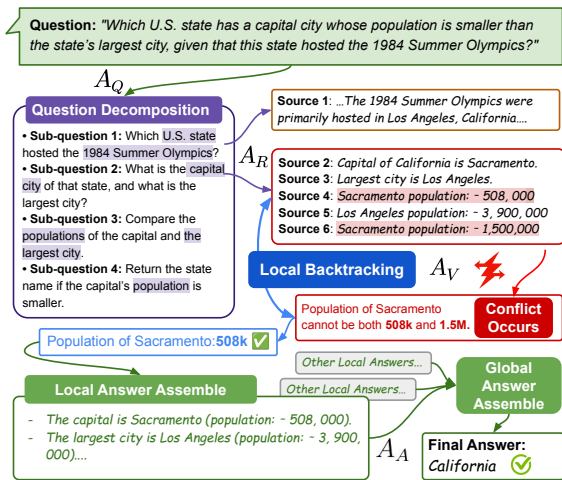 Question: "Which U.S. state has a capital city whose population is smaller than
the state's largest city, given that this state hosted the 1984 Summer Olympics?"
A_Q
Question Decomposition
• Sub-question 1: Which U.S. state
hosted the 1984 Summer Olympics?
• Sub-question 2: What is the capital
city of that state, and what is the
largest city?
• Sub-question 3: Compare the
populations of the capital and the
largest city.
• Sub-question 4: Return the state
name if the capital's population is
smaller.
A_R
Source 1: …The 1984 Summer Olympics were
primarily hosted in Los Angeles, California….
Source 2: Capital of California is Sacramento.
Source 3: Largest city is Los Angeles.
Source 4: Sacramento population: ~ 508, 000
Source 5: Los Angeles population: ~ 3, 900, 000
Source 6: Sacramento population: ~ 1,500,000
Local Backtracking
A_V
Population of Sacramento
cannot be both 508k and 1.5M.
Conflict
Occurs
Population of Sacramento:508k ✅
Other Local Answers…
Other Local Answers…
Global
Answer
Assemble
Local Answer Assemble
- The capital is Sacramento (population: ~ 508, 000).
- The largest city is Los Angeles (population: ~ 3, 900,
000)....
A_A
Final Answer:
California